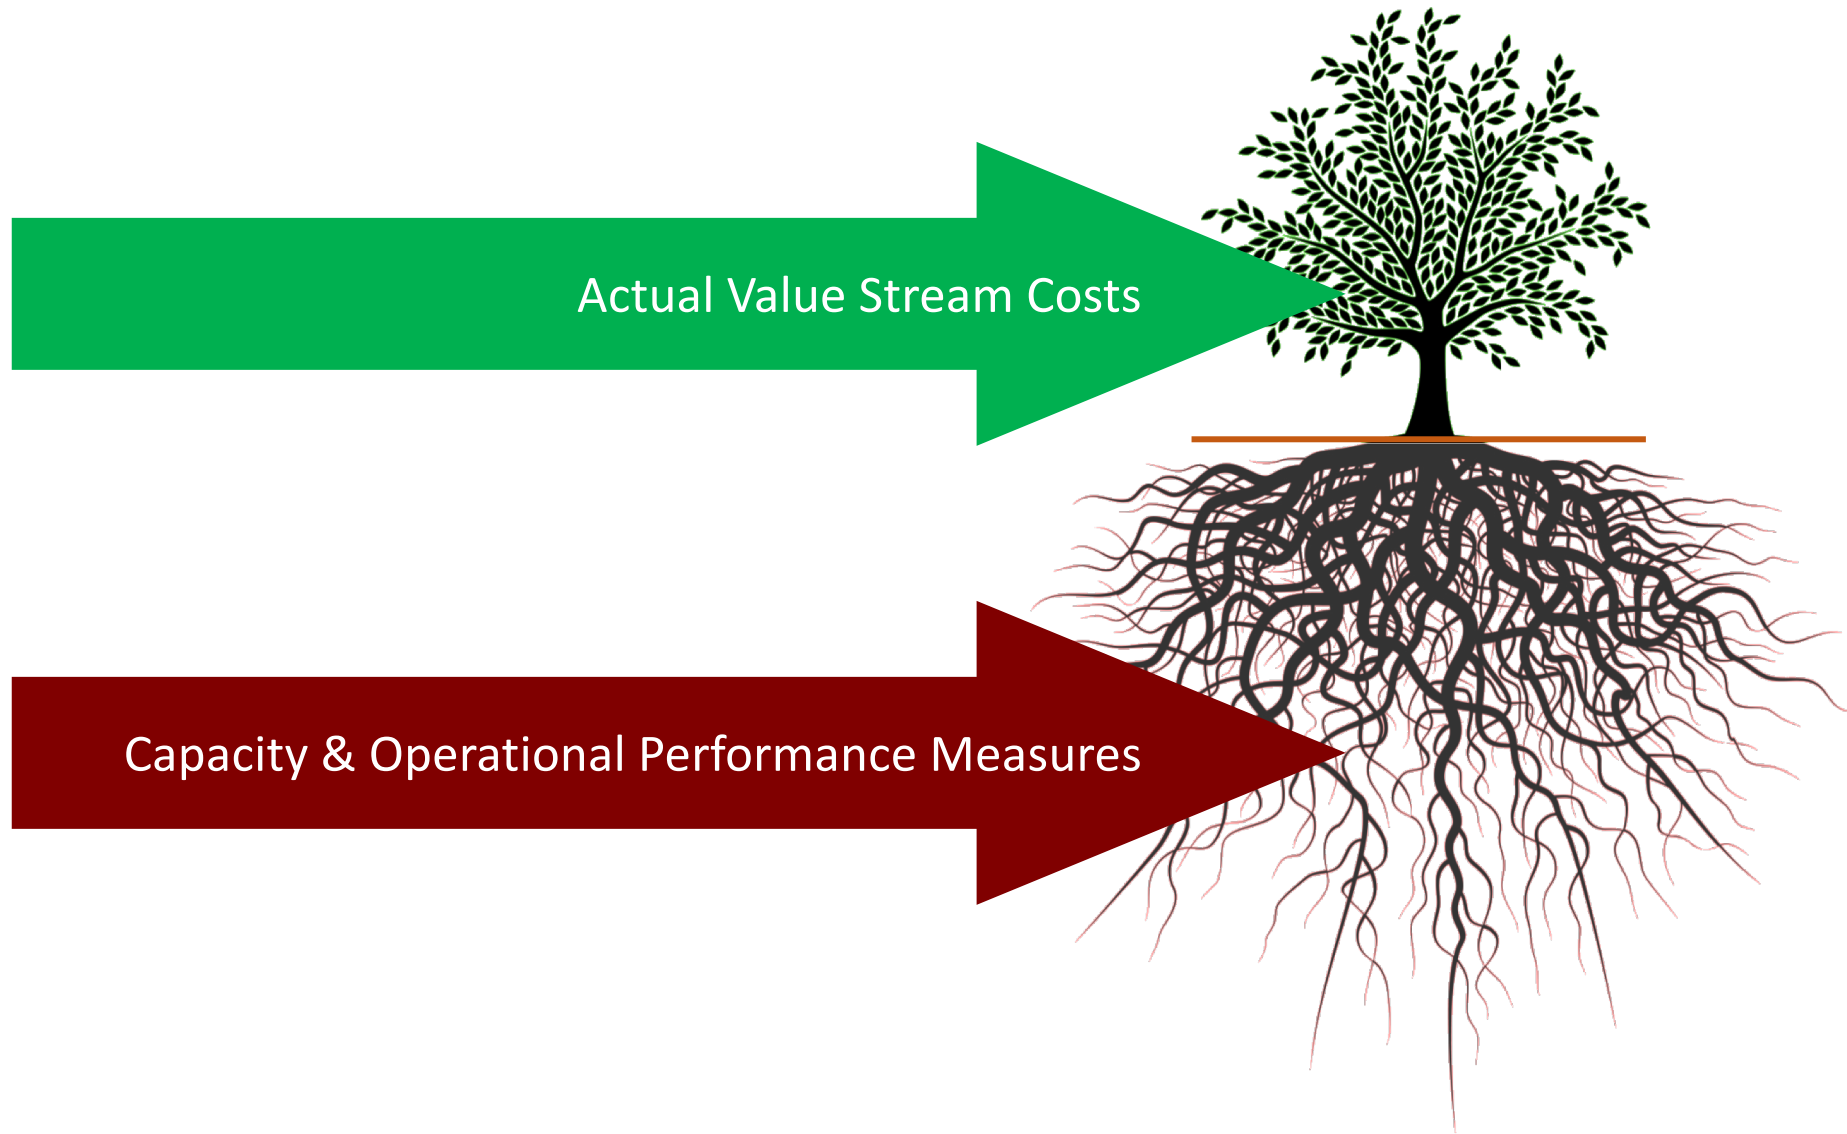 Actual Value Stream Costs
Capacity & Operational Performance Measures